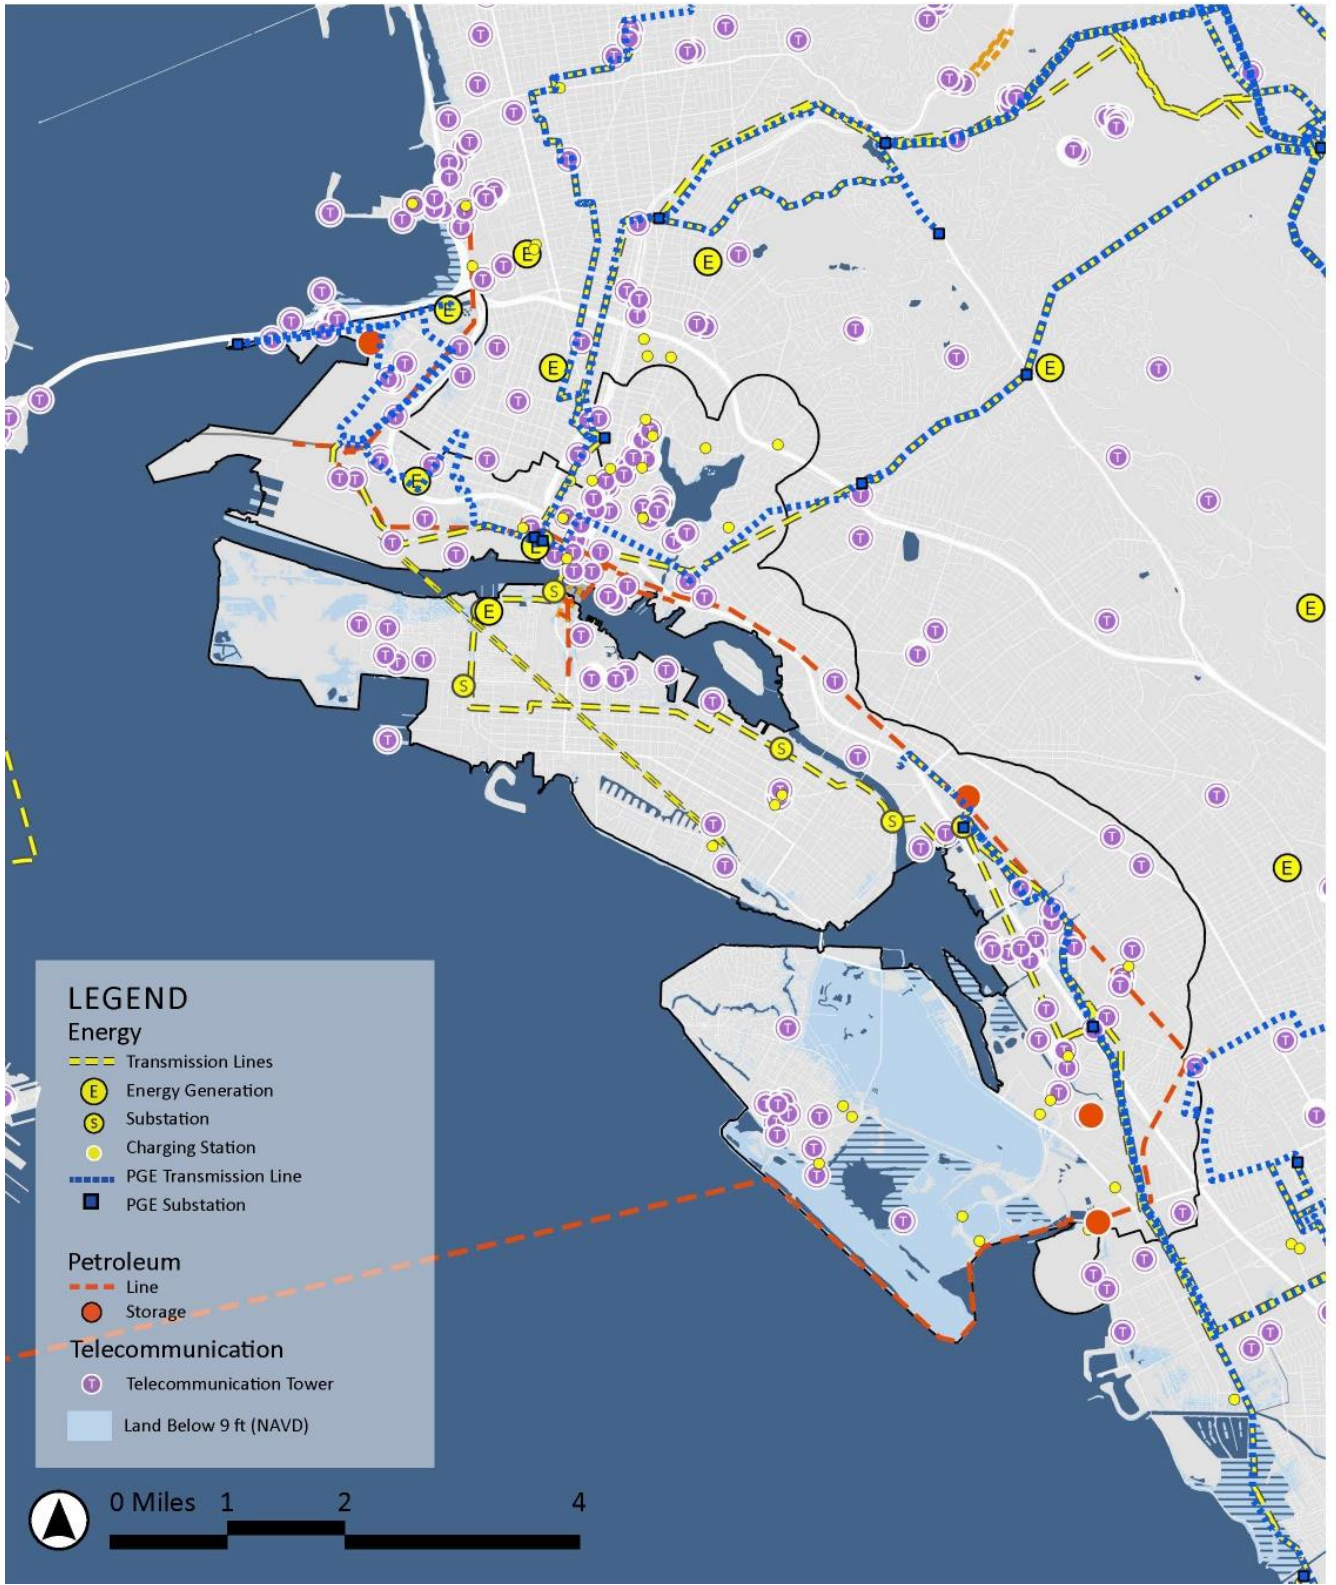 LEGEND
Energy
Transmission Lines
E Energy Generation
S Substation
Charging Station
PGE Transmission Line
PGE Substation
Petroleum
Line
Storage
Telecommunication
T Telecommunication Tower
Land Below 9 ft (NAVD)
0 Miles 1 2 4